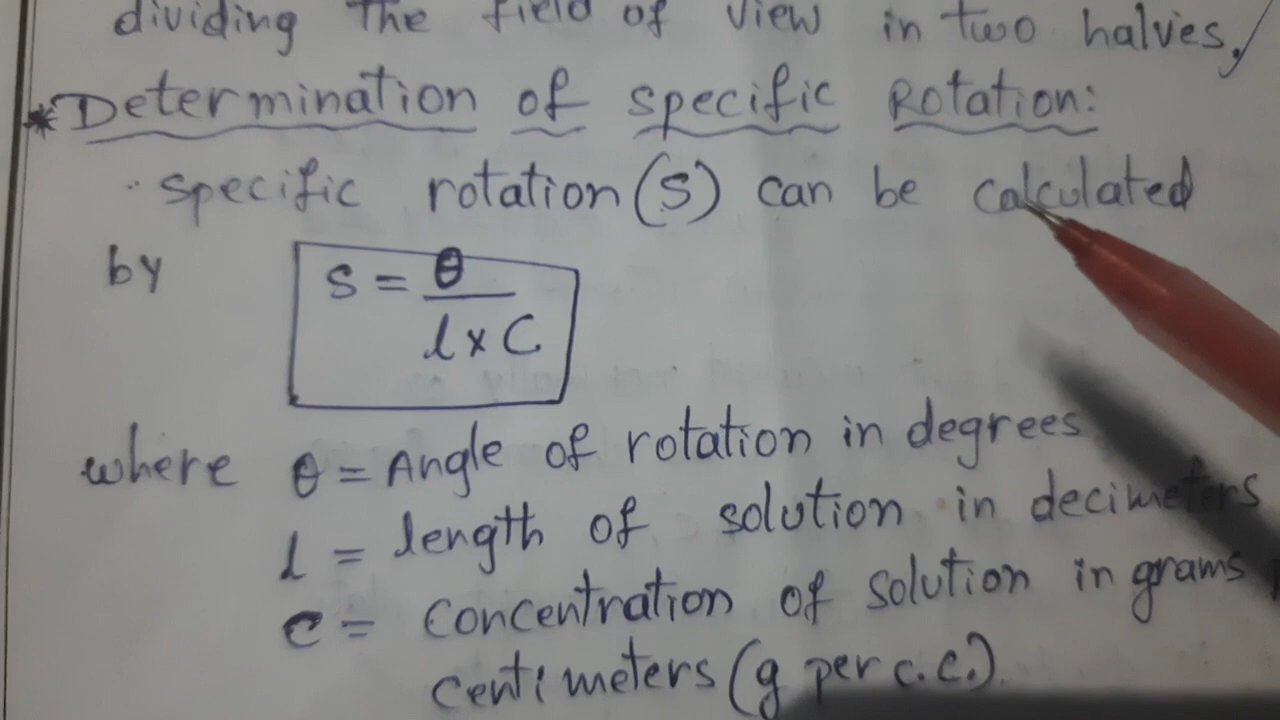 dividing the field of view in two halves.
* Determination of specific Rotation:
specific rotation (S) can be calculated
by S = θ
l x C
where θ = Angle of rotation in degrees
l = length of solution in decimeters
c = concentration of solution in grams
centimeters (g per c.c.)